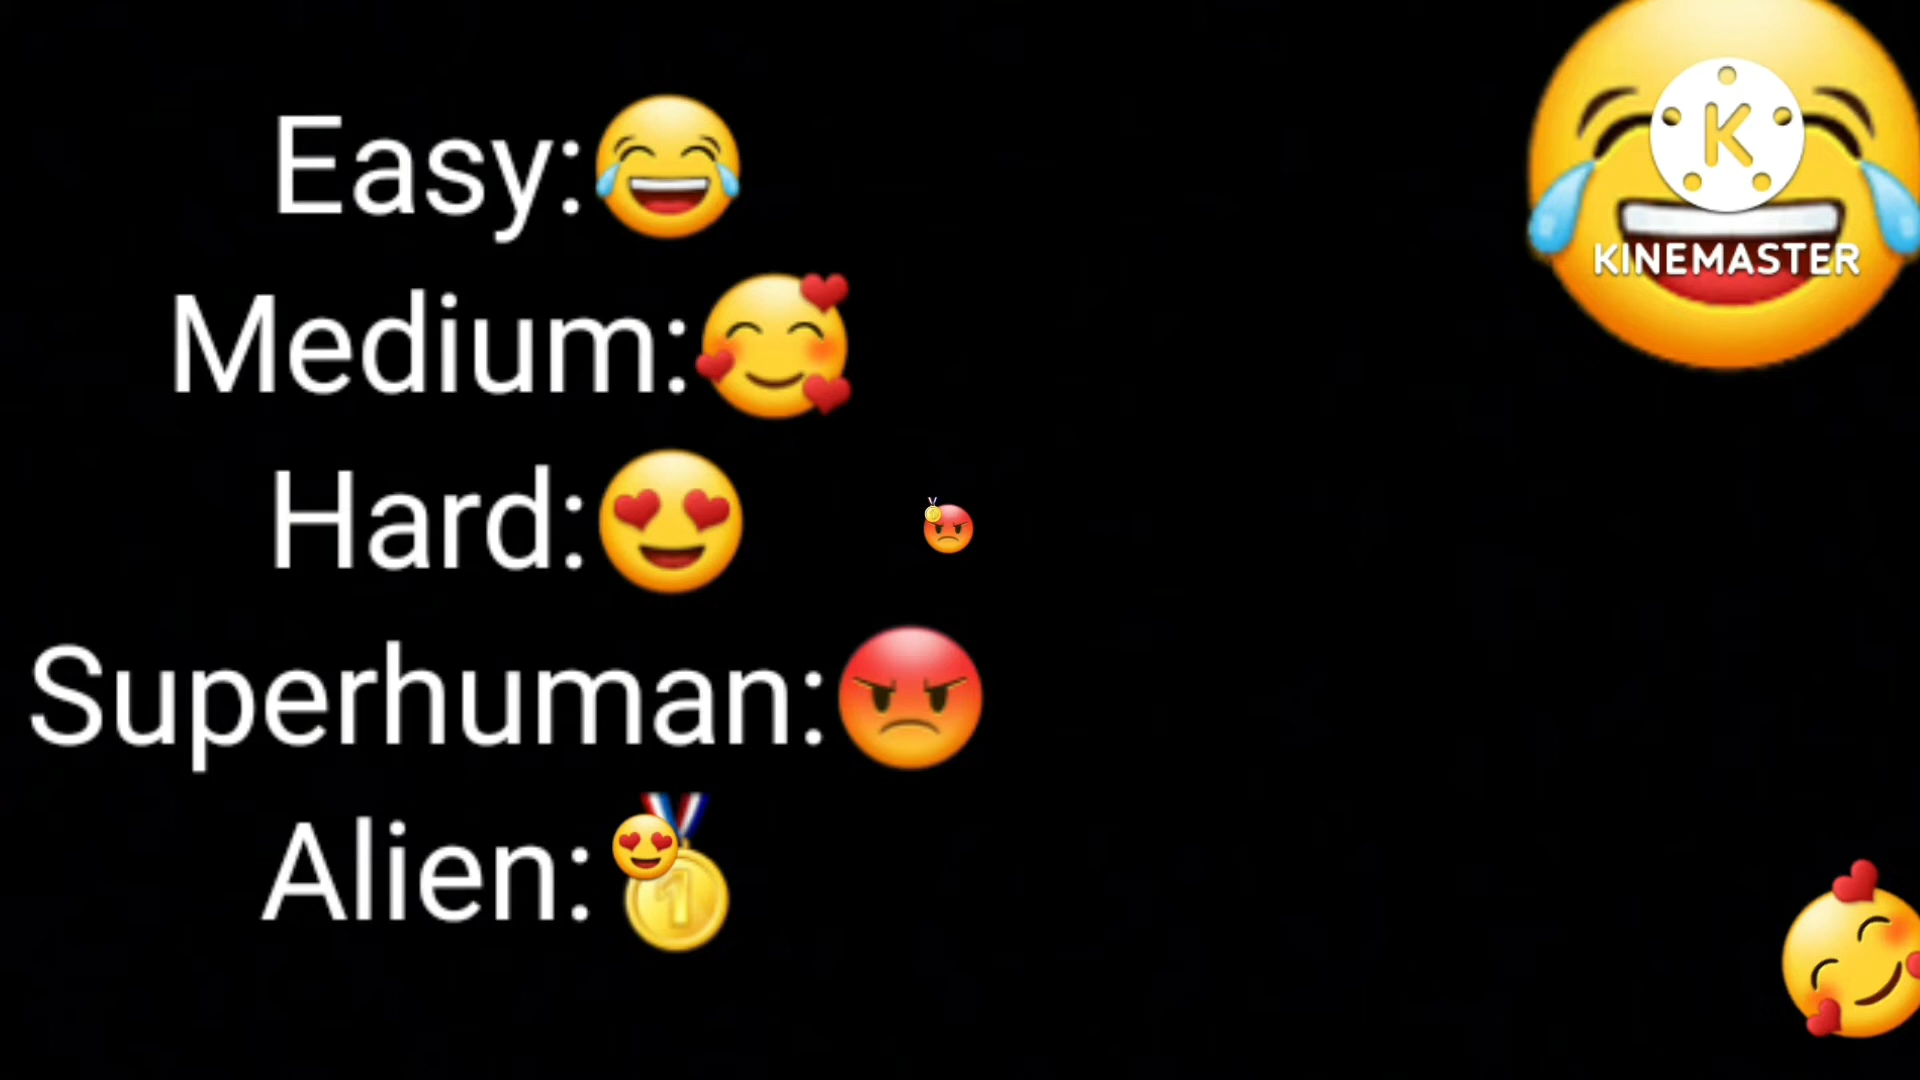 Easy:😂
Medium:🥰
Hard:😍
Superhuman:😡
Alien:🥇
K
KINEMASTER